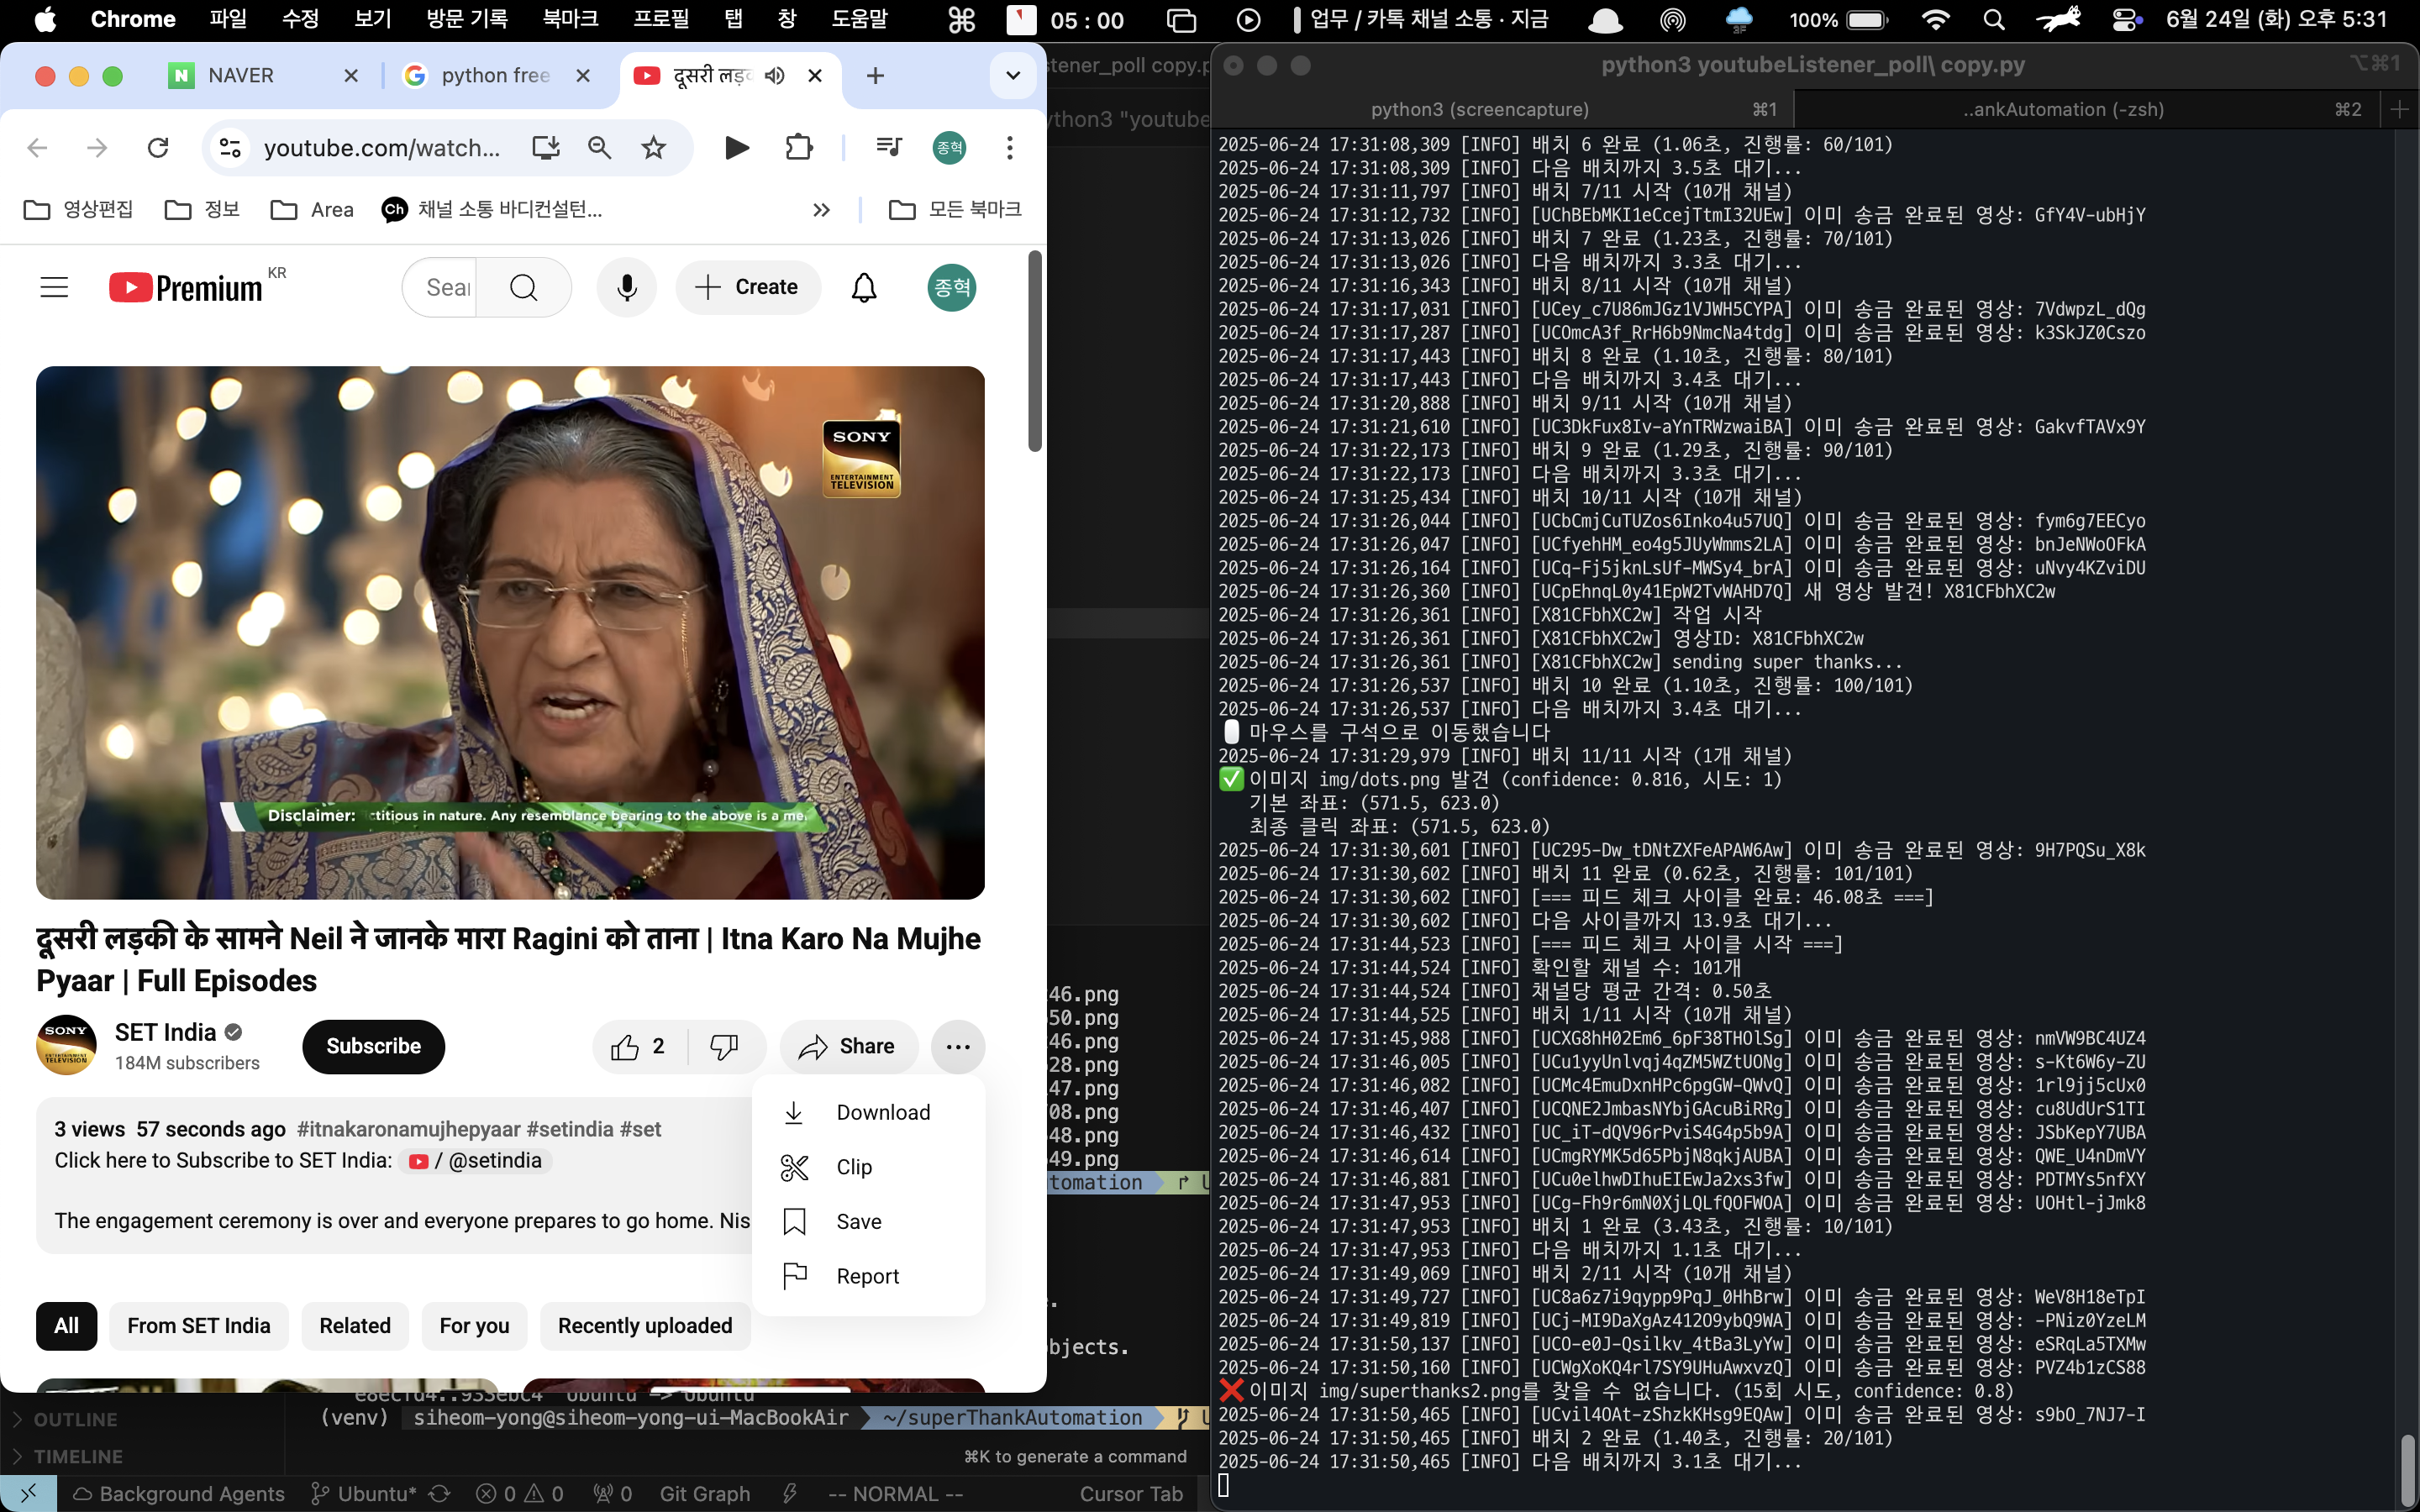 Chrome 파일 수정 보기 방문 기록 북마크 프로필 탭 창 도움말 05 : 00 업무 / 카톡 채널 소통 · 지금 100% 6월 24일 (화) 오후 5:31
NAVER python free दूसरी लड़
youtube.com/watch... 종혁
영상편집 정보 Area Ch 채널 소통 바디컨설턴... » 모든 북마크
Premium KR Sear Create 종혁
SONY
ENTERTAINMENT
TELEVISION
Disclaimer: ctitious in nature. Any resemblance bearing to the above is a me
दूसरी लड़की के सामने Neil ने जानके मारा Ragini को ताना | Itna Karo Na Mujhe
Pyaar | Full Episodes
SONY
SET India
184M subscribers
Subscribe 2 Share
Download
Clip
Save
Report
3 views 57 seconds ago #itnakaronamujhepyaar #setindia #set
Click here to Subscribe to SET India: / @setindia
The engagement ceremony is over and everyone prepares to go home. Nis
All From SET India Related For you Recently uploaded
stener_poll copy.p
ython3 "youtube
46.png
50.png
46.png
28.png
47.png
08.png
48.png
49.png
tomation
bjects.
e8ecfd4..933ebc4 Ubuntu -> Ubuntu
OUTLINE
(venv) siheom-yong@siheom-yong-ui-MacBookAir ~/superThankAutomation
TIMELINE
⌘K to generate a command
Background Agents Ubuntu* 0 0 0 Git Graph -- NORMAL -- Cursor Tab
python3 youtubeListener_poll\ copy.py ⌥⌘1
python3 (screencapture) ⌘1 ..ankAutomation (-zsh) ⌘2
2025-06-24 17:31:08,309 [INFO] 배치 6 완료 (1.06초, 진행률: 60/101)
2025-06-24 17:31:08,309 [INFO] 다음 배치까지 3.5초 대기...
2025-06-24 17:31:11,797 [INFO] 배치 7/11 시작 (10개 채널)
2025-06-24 17:31:12,732 [INFO] [UChBEbMKI1eCcejTtmI32UEw] 이미 송금 완료된 영상: GfY4V-ubHjY
2025-06-24 17:31:13,026 [INFO] 배치 7 완료 (1.23초, 진행률: 70/101)
2025-06-24 17:31:13,026 [INFO] 다음 배치까지 3.3초 대기...
2025-06-24 17:31:16,343 [INFO] 배치 8/11 시작 (10개 채널)
2025-06-24 17:31:17,031 [INFO] [UCey_c7U86mJGz1VJWH5CYPA] 이미 송금 완료된 영상: 7VdwpzL_dQg
2025-06-24 17:31:17,287 [INFO] [UCOmcA3f_RrH6b9NmcNa4tdg] 이미 송금 완료된 영상: k3SkJZ0Cszo
2025-06-24 17:31:17,443 [INFO] 배치 8 완료 (1.10초, 진행률: 80/101)
2025-06-24 17:31:17,443 [INFO] 다음 배치까지 3.4초 대기...
2025-06-24 17:31:20,888 [INFO] 배치 9/11 시작 (10개 채널)
2025-06-24 17:31:21,610 [INFO] [UC3DkFux8Iv-aYnTRWzwaiBA] 이미 송금 완료된 영상: GakvfTAVx9Y
2025-06-24 17:31:22,173 [INFO] 배치 9 완료 (1.29초, 진행률: 90/101)
2025-06-24 17:31:22,173 [INFO] 다음 배치까지 3.3초 대기...
2025-06-24 17:31:25,434 [INFO] 배치 10/11 시작 (10개 채널)
2025-06-24 17:31:26,044 [INFO] [UCbCmjCuTUZos6Inko4u57UQ] 이미 송금 완료된 영상: fym6g7EECyo
2025-06-24 17:31:26,047 [INFO] [UCfyehHM_eo4g5JUyWmms2LA] 이미 송금 완료된 영상: bnJeNWoOFkA
2025-06-24 17:31:26,164 [INFO] [UCq-Fj5jknLsUf-MWSy4_brA] 이미 송금 완료된 영상: uNvy4KZviDU
2025-06-24 17:31:26,360 [INFO] [UCpEhnqL0y41EpW2TvWAHD7Q] 새 영상 발견! X81CFbhXC2w
2025-06-24 17:31:26,361 [INFO] [X81CFbhXC2w] 작업 시작
2025-06-24 17:31:26,361 [INFO] [X81CFbhXC2w] 영상ID: X81CFbhXC2w
2025-06-24 17:31:26,361 [INFO] [X81CFbhXC2w] sending super thanks...
2025-06-24 17:31:26,537 [INFO] 배치 10 완료 (1.10초, 진행률: 100/101)
2025-06-24 17:31:26,537 [INFO] 다음 배치까지 3.4초 대기...
마우스를 구석으로 이동했습니다
2025-06-24 17:31:29,979 [INFO] 배치 11/11 시작 (1개 채널)
✅ 이미지 img/dots.png 발견 (confidence: 0.816, 시도: 1)
기본 좌표: (571.5, 623.0)
최종 클릭 좌표: (571.5, 623.0)
2025-06-24 17:31:30,601 [INFO] [UC295-Dw_tDNtZXFeAPAW6Aw] 이미 송금 완료된 영상: 9H7PQSu_X8k
2025-06-24 17:31:30,602 [INFO] 배치 11 완료 (0.62초, 진행률: 101/101)
2025-06-24 17:31:30,602 [INFO] [=== 피드 체크 사이클 완료: 46.08초 ===]
2025-06-24 17:31:30,602 [INFO] 다음 사이클까지 13.9초 대기...
2025-06-24 17:31:44,523 [INFO] [=== 피드 체크 사이클 시작 ===]
2025-06-24 17:31:44,524 [INFO] 확인할 채널 수: 101개
2025-06-24 17:31:44,524 [INFO] 채널당 평균 간격: 0.50초
2025-06-24 17:31:44,525 [INFO] 배치 1/11 시작 (10개 채널)
2025-06-24 17:31:45,988 [INFO] [UCXG8hH02Em6_6pF38THOlSg] 이미 송금 완료된 영상: nmVW9BC4UZ4
2025-06-24 17:31:46,005 [INFO] [UCu1yyUnlvqj4qZM5WZtUONg] 이미 송금 완료된 영상: s-Kt6W6y-ZU
2025-06-24 17:31:46,082 [INFO] [UCMc4EmuDxnHPc6pgGW-QWvQ] 이미 송금 완료된 영상: 1rl9jj5cUx0
2025-06-24 17:31:46,407 [INFO] [UCQNE2JmbasNYbjGAcuBiRRg] 이미 송금 완료된 영상: cu8UdUrS1TI
2025-06-24 17:31:46,432 [INFO] [UC_iT-dQV96rPviS4G4p5b9A] 이미 송금 완료된 영상: JSbKepY7UBA
2025-06-24 17:31:46,614 [INFO] [UCmgRYMK5d65PbjN8qkjAUBA] 이미 송금 완료된 영상: QWE_U4nDmVY
2025-06-24 17:31:46,881 [INFO] [UCu0elhwDIhuEIEwJa2xs3fw] 이미 송금 완료된 영상: PDTMYs5nfXY
2025-06-24 17:31:47,953 [INFO] [UCg-Fh9r6mN0XjLQLfQOFWOA] 이미 송금 완료된 영상: UOHtl-jJmk8
2025-06-24 17:31:47,953 [INFO] 배치 1 완료 (3.43초, 진행률: 10/101)
2025-06-24 17:31:47,953 [INFO] 다음 배치까지 1.1초 대기...
2025-06-24 17:31:49,069 [INFO] 배치 2/11 시작 (10개 채널)
2025-06-24 17:31:49,727 [INFO] [UC8a6z7i9qypp9PqJ_0HhBrw] 이미 송금 완료된 영상: WeV8H18eTpI
2025-06-24 17:31:49,819 [INFO] [UCj-MI9DaXgAz412O9ybQ9WA] 이미 송금 완료된 영상: -PNiz0YzeLM
2025-06-24 17:31:50,137 [INFO] [UCO-e0J-Qsilkv_4tBa3LyYw] 이미 송금 완료된 영상: eSRqLa5TXMw
2025-06-24 17:31:50,160 [INFO] [UCWgXoKQ4rl7SY9UHuAwxvzQ] 이미 송금 완료된 영상: PVZ4b1zCS88
❌ 이미지 img/superthanks2.png를 찾을 수 없습니다. (15회 시도, confidence: 0.8)
2025-06-24 17:31:50,465 [INFO] [UCvil4OAt-zShzkKHsg9EQAw] 이미 송금 완료된 영상: s9bO_7NJ7-I
2025-06-24 17:31:50,465 [INFO] 배치 2 완료 (1.40초, 진행률: 20/101)
2025-06-24 17:31:50,465 [INFO] 다음 배치까지 3.1초 대기...